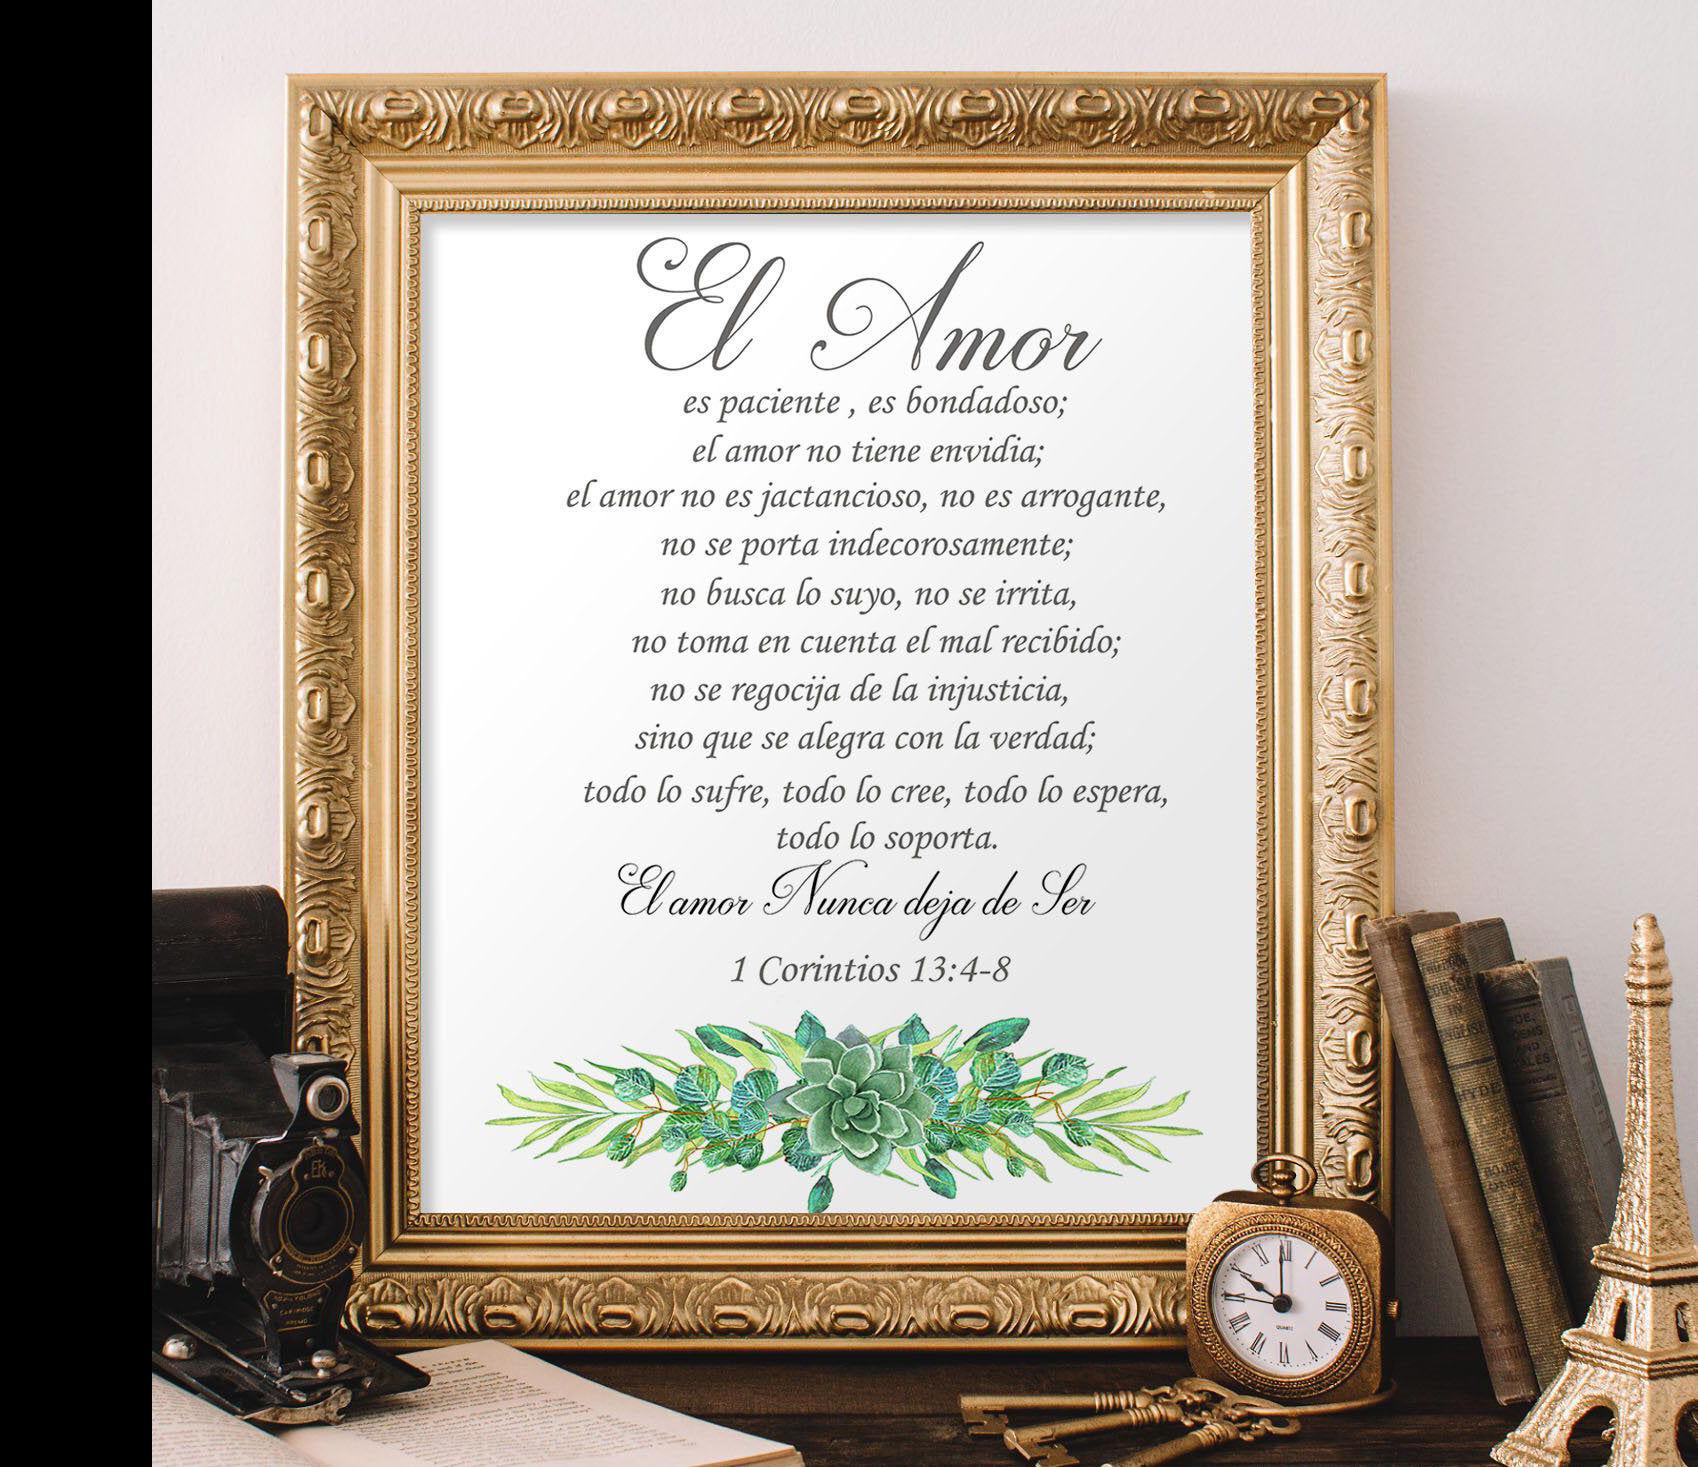 El Amor
es paciente , es bondadoso;
el amor no tiene envidia;
el amor no es jactancioso, no es arrogante,
no se porta indecorosamente;
no busca lo suyo, no se irrita,
no toma en cuenta el mal recibido;
no se regocija de la injusticia,
sino que se alegra con la verdad;
todo lo sufre, todo lo cree, todo lo espera,
todo lo soporta.
El amor Nunca deja de Ser
1 Corintios 13:4-8
QUARTZ